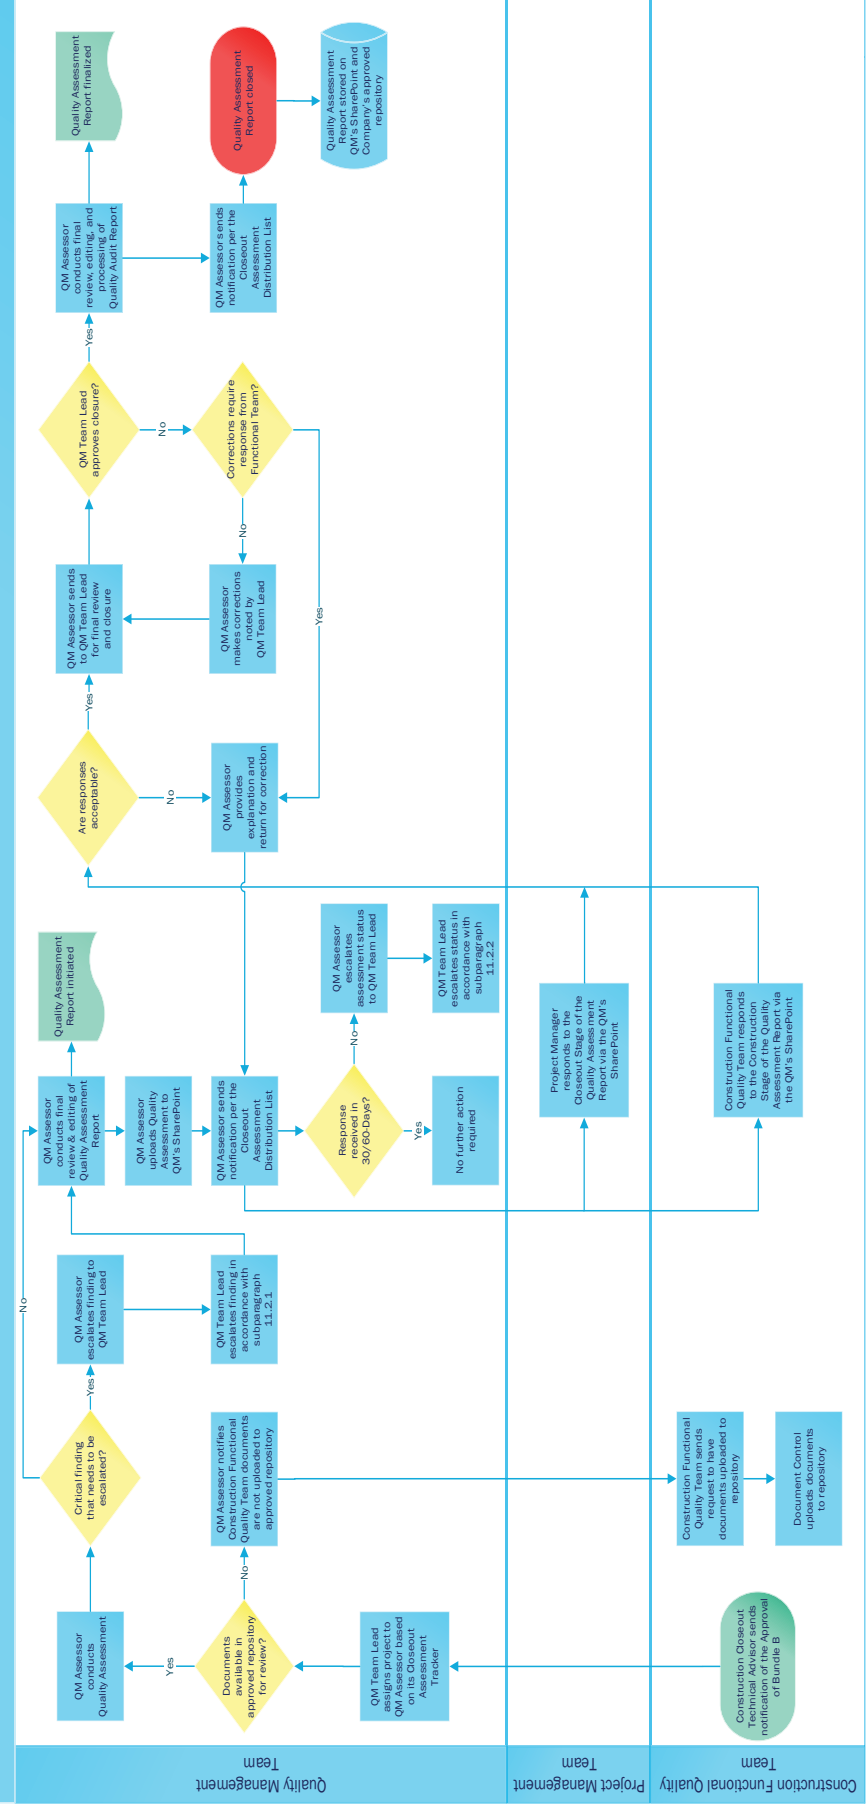 Quality Management
Team
Project Management
Team
Construction Functional Quality
Team
Construction Closeout
Technical Advisor sends
notification of the Approval
of Bundle B
QM Team Lead
assigns project to
QM Assessor based
on its Closeout
Assessment
Tracker
Documents
available in
approved repository
for review?
Yes
No
QM Assessor
conducts
Quality Assessment
QM Assessor notifies
Construction Functional
Quality Team documents
are not uploaded to
approved repository
Construction Functional
Quality Team sends
request to have
documents uploaded to
repository
Document Control
uploads documents
to repository
Critical finding
that needs to be
escalated?
Yes
No
QM Assessor
escalates finding to
QM Team Lead
QM Team Lead
escalates finding in
accordance with
subparagraph
11.2.1
QM Assessor
conducts final
review & editing of
Quality Assessment
Report
Quality Assessment
Report initiated
QM Assessor
uploads Quality
Assessment to
QM's SharePoint
QM Assessor sends
notification per the
Closeout
Assessment
Distribution List
Response
received in
30/60-Days?
Yes
No
No further action
required
QM Assessor
escalates
assessment status
to QM Team Lead
QM Team Lead
escalates status in
accordance with
subparagraph
11.2.2
Project Manager
responds to the
Closeout Stage of the
Quality Assessment
Report via the QM's
SharePoint
Construction Functional
Quality Team responds
to the Construction
Stage of the Quality
Assessment Report via
the QM's SharePoint
Are responses
acceptable?
Yes
No
QM Assessor
provides
explanation and
return for correction
QM Assessor sends
to QM Team Lead
for final review
and closure
QM Assessor
makes corrections
noted by
QM Team Lead
QM Team Lead
approves closure?
Yes
No
Corrections require
response from
Functional Team?
No
Yes
QM Assessor
conducts final
review, editing, and
processing of
Quality Audit Report
Quality Assessment
Report finalized
QM Assessor sends
notification per the
Closeout
Assessment
Distribution List
Quality Assessment
Report closed
Quality Assessment
Report stored on
QM's SharePoint and
Company's approved
repository